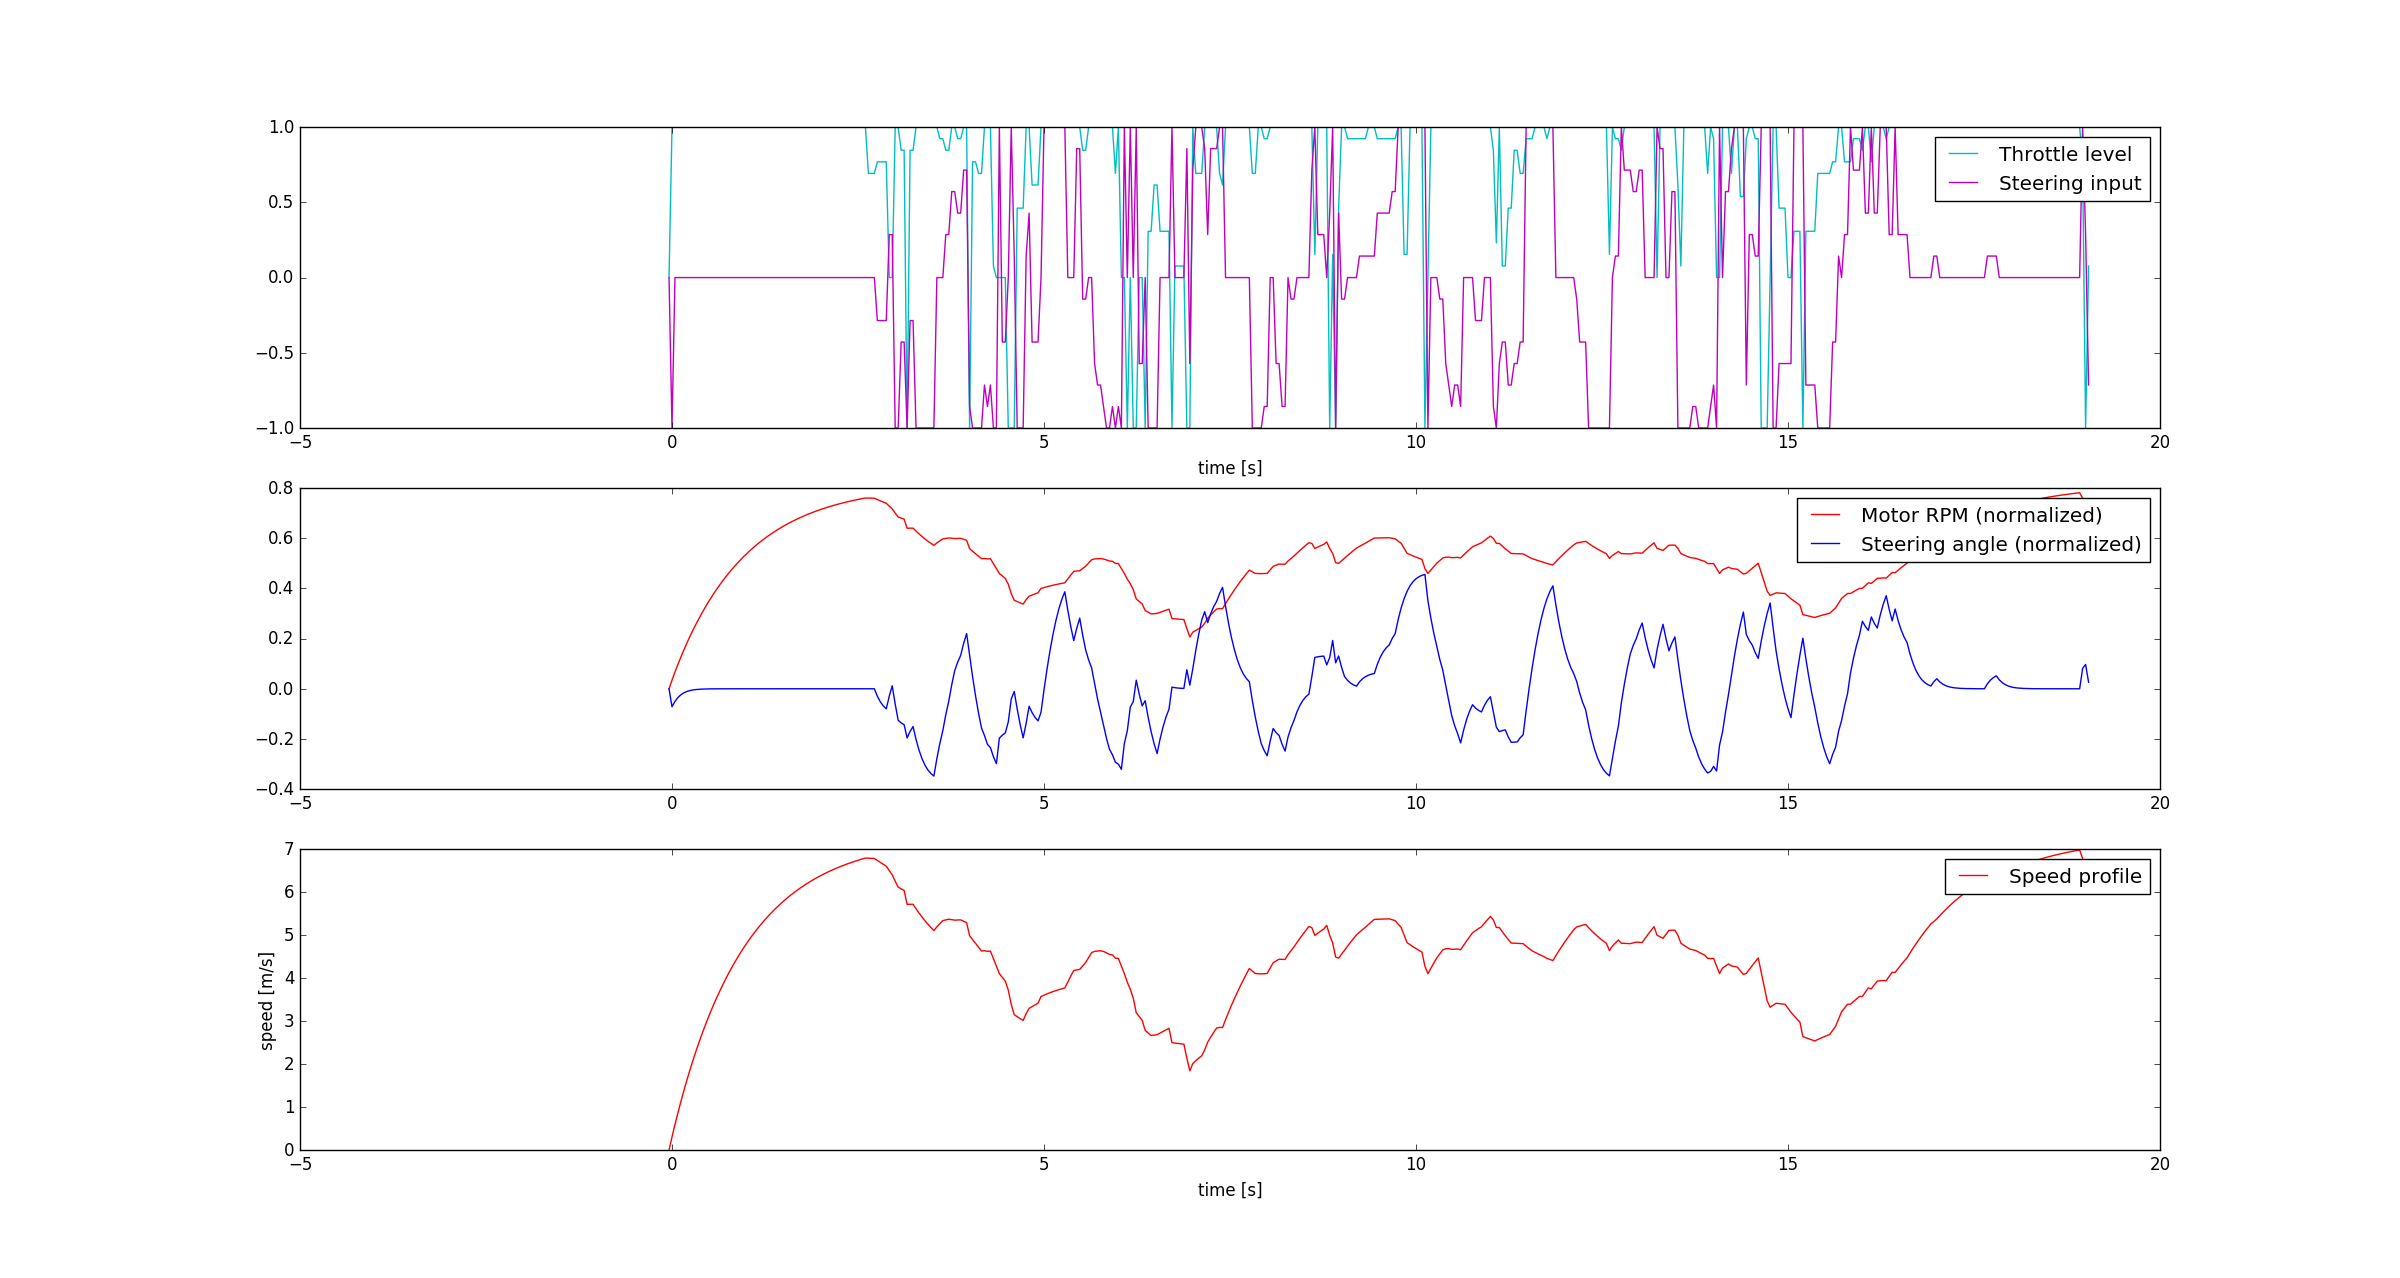 1.0
0.5
0.0
−0.5
−1.0
Throttle level
Steering input
−5 0 5 10 15 20
time [s]
0.8
0.6
0.4
0.2
0.0
−0.2
−0.4
Motor RPM (normalized)
Steering angle (normalized)
−5 0 5 10 15 20
7
6
5
4
3
2
1
0
speed [m/s]
Speed profile
−5 0 5 10 15 20
time [s]